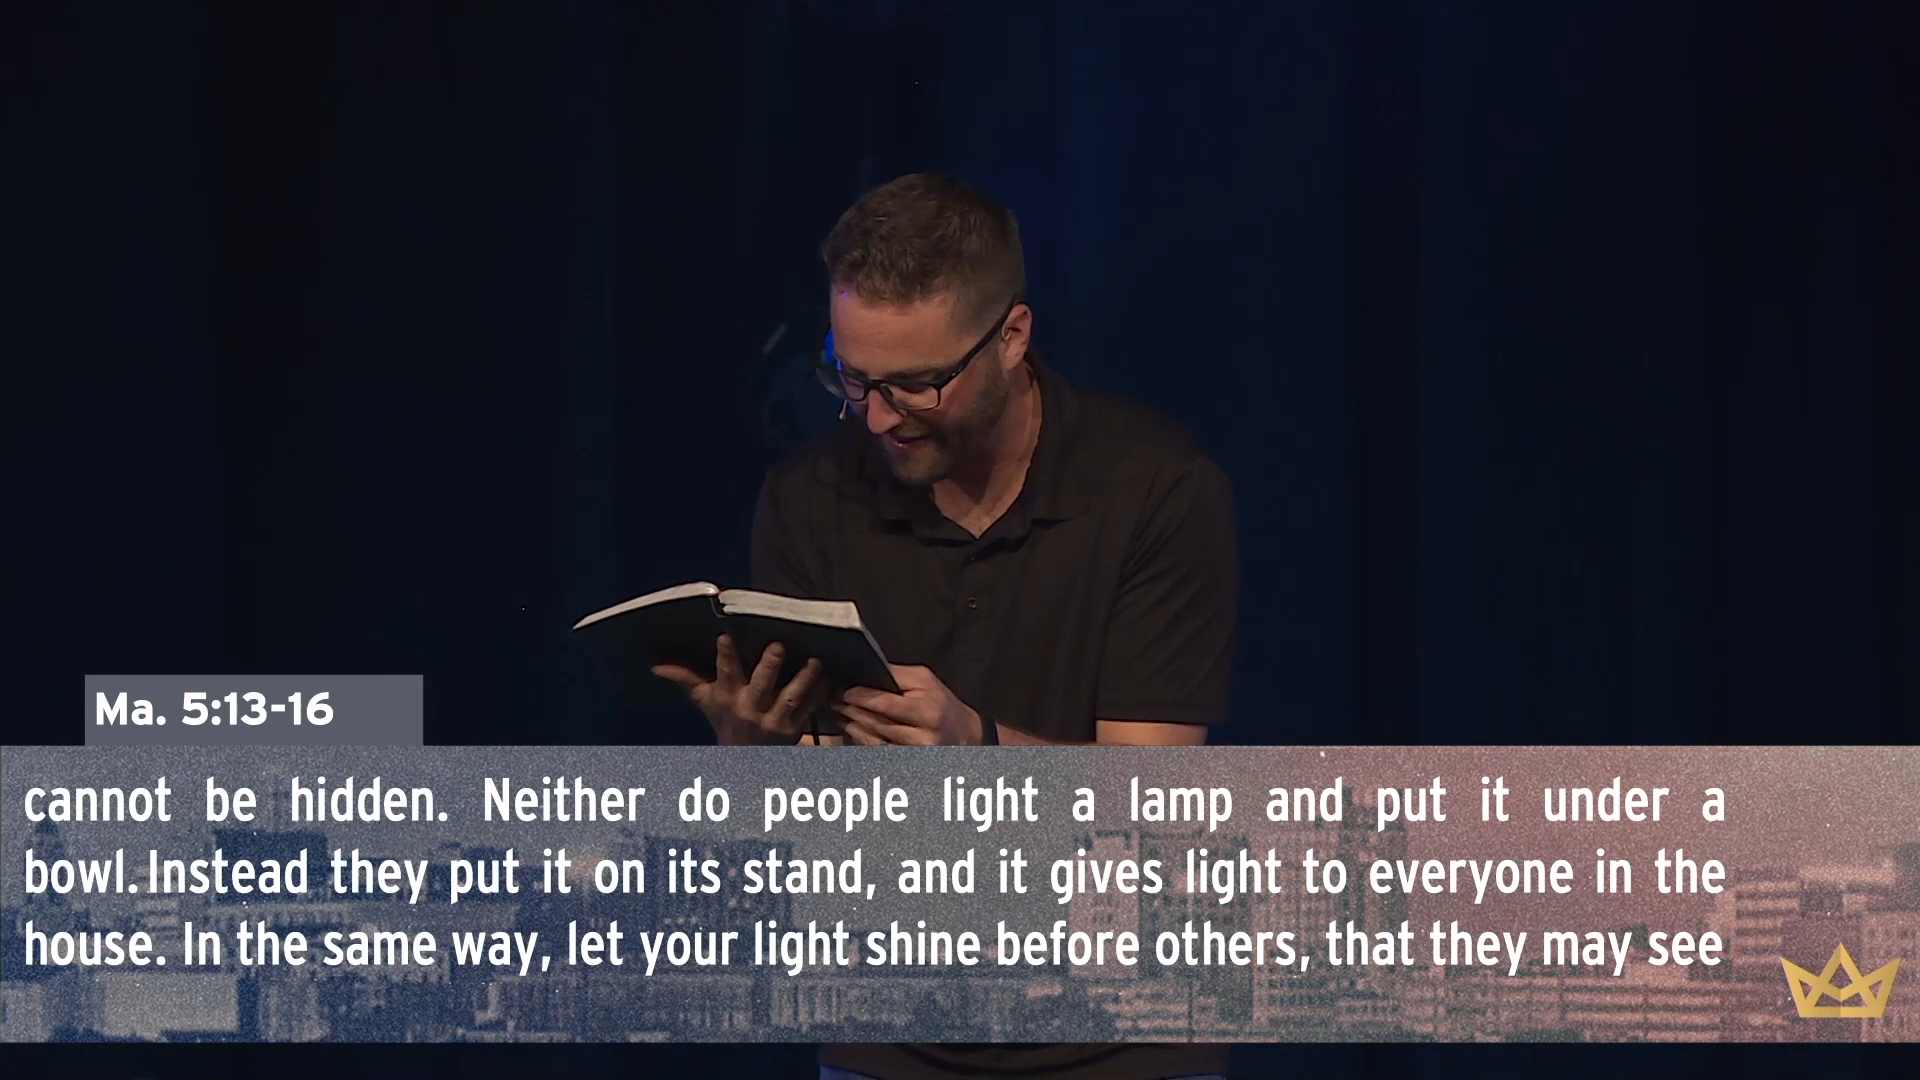 Ma. 5:13-16
cannot be hidden. Neither do people light a lamp and put it under a
bowl.Instead they put it on its stand, and it gives light to everyone in the
house. In the same way, let your light shine before others, that they may see